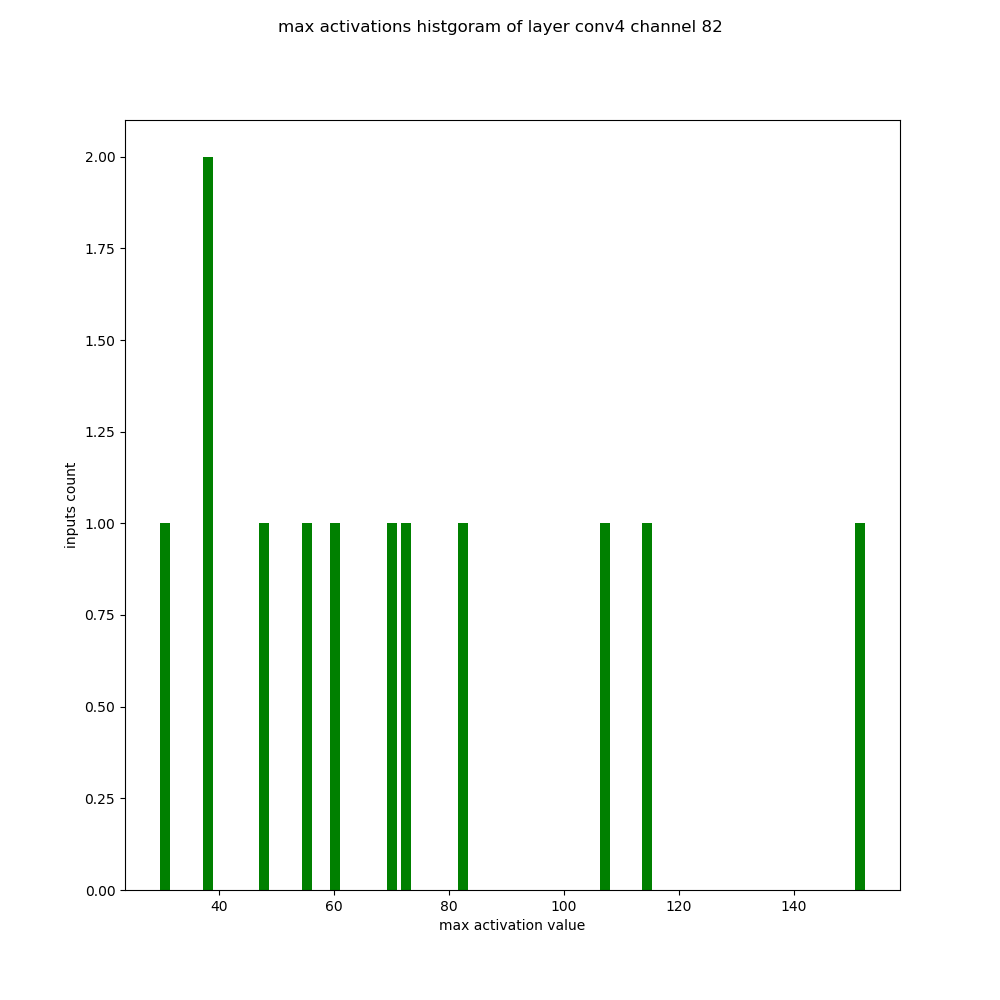 max activations histgoram of layer conv4 channel 82
2.00
1.75
1.50
1.25
1.00
0.75
0.50
0.25
0.00
inputs count
40 60 80 100 120 140
max activation value